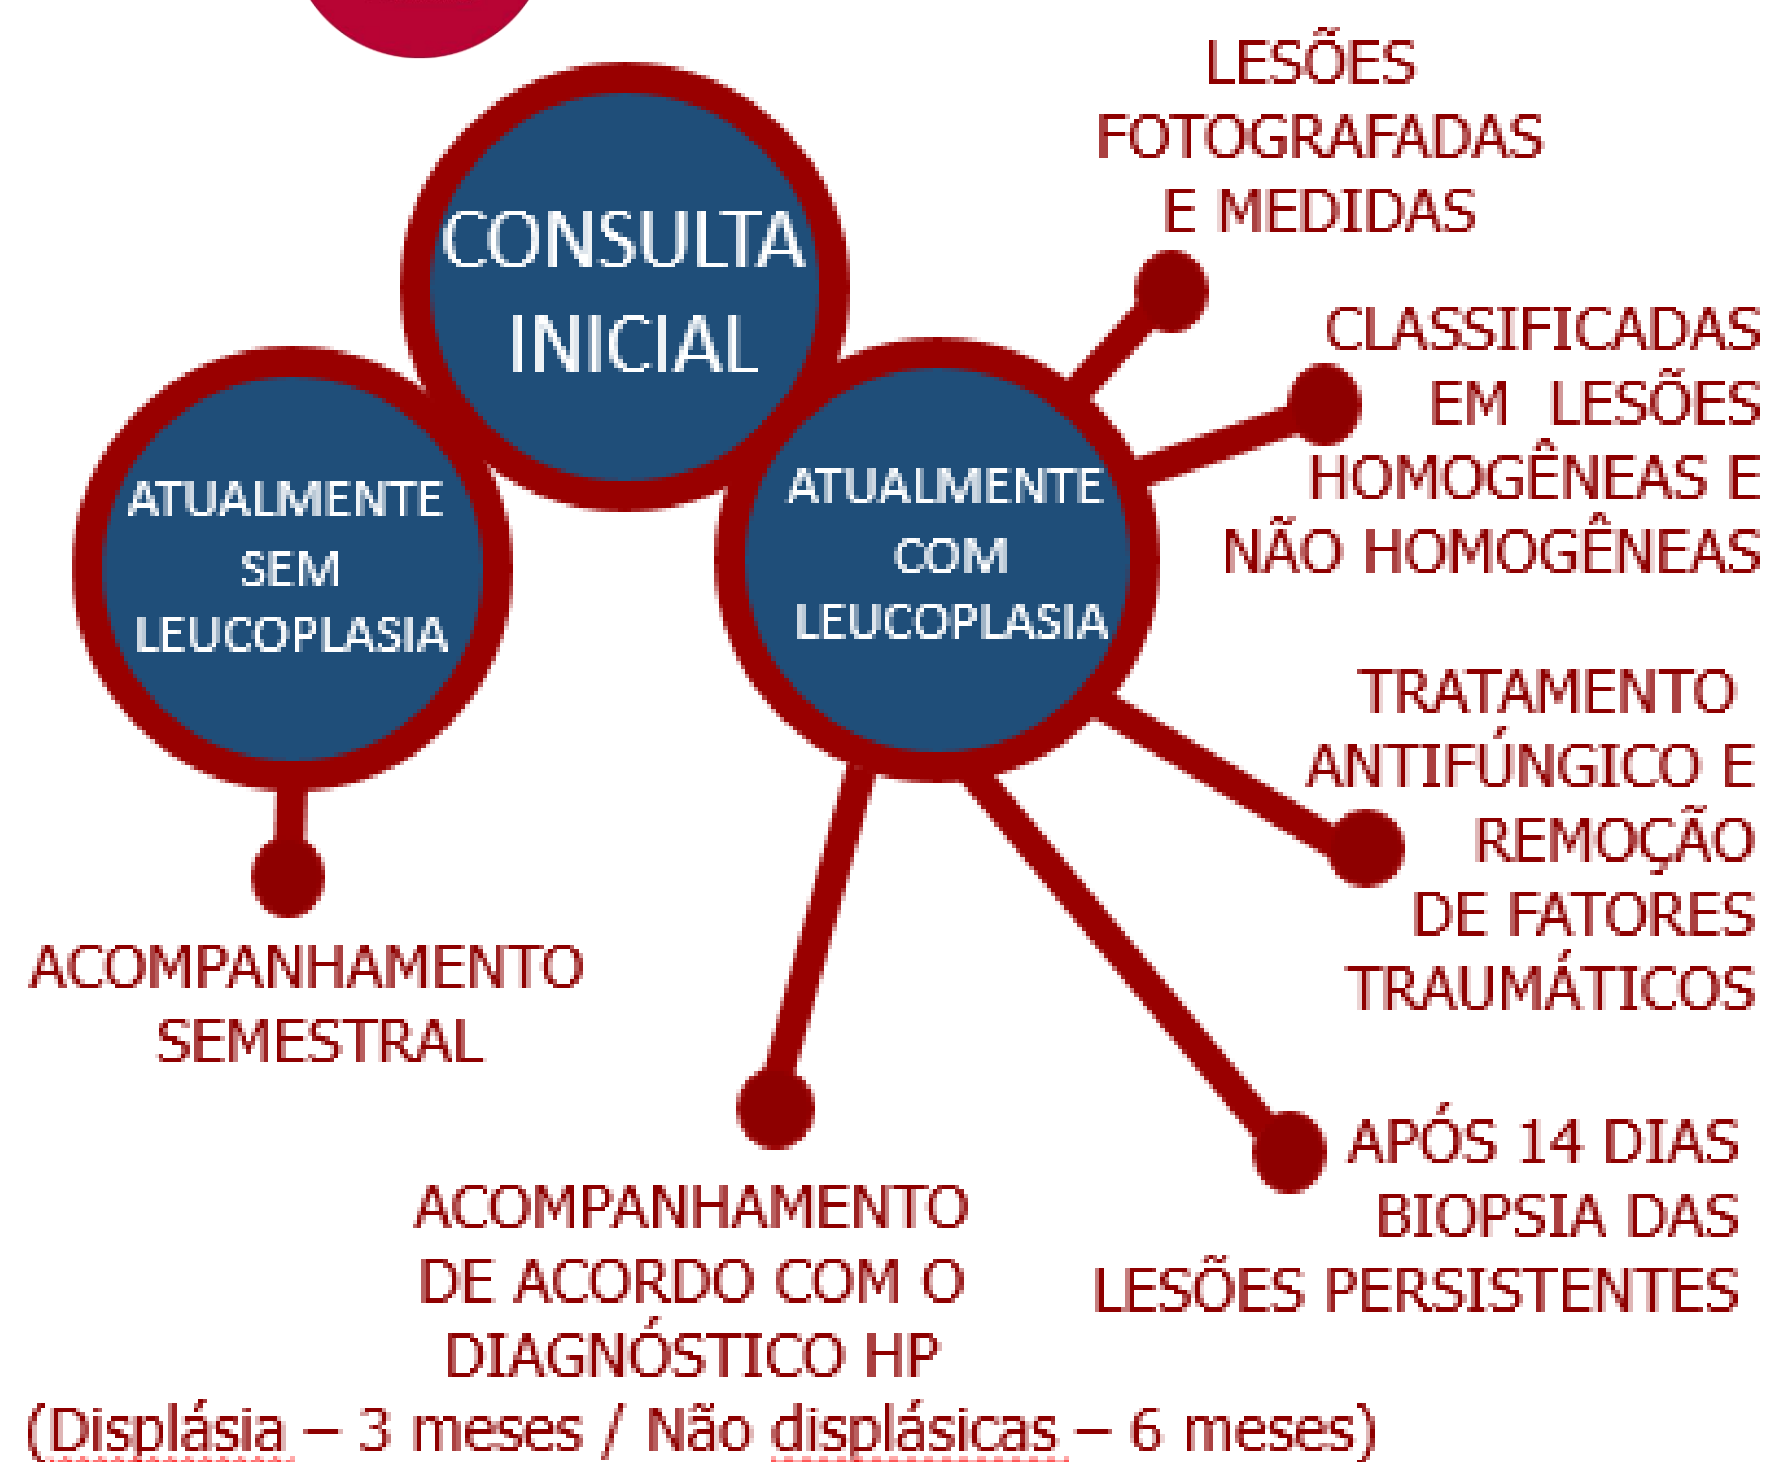 CONSULTA
INICIAL
ATUALMENTE
SEM
LEUCOPLASIA
ACOMPANHAMENTO
SEMESTRAL
ATUALMENTE
COM
LEUCOPLASIA
LESÕES
FOTOGRAFADAS
E MEDIDAS
CLASSIFICADAS
EM LESÕES
HOMOGÊNEAS E
NÃO HOMOGÊNEAS
TRATAMENTO
ANTIFÚNGICO E
REMOÇÃO
DE FATORES
TRAUMÁTICOS
APÓS 14 DIAS
BIOPSIA DAS
LESÕES PERSISTENTES
ACOMPANHAMENTO
DE ACORDO COM O
DIAGNÓSTICO HP
(Displásia – 3 meses / Não displásicas – 6 meses)